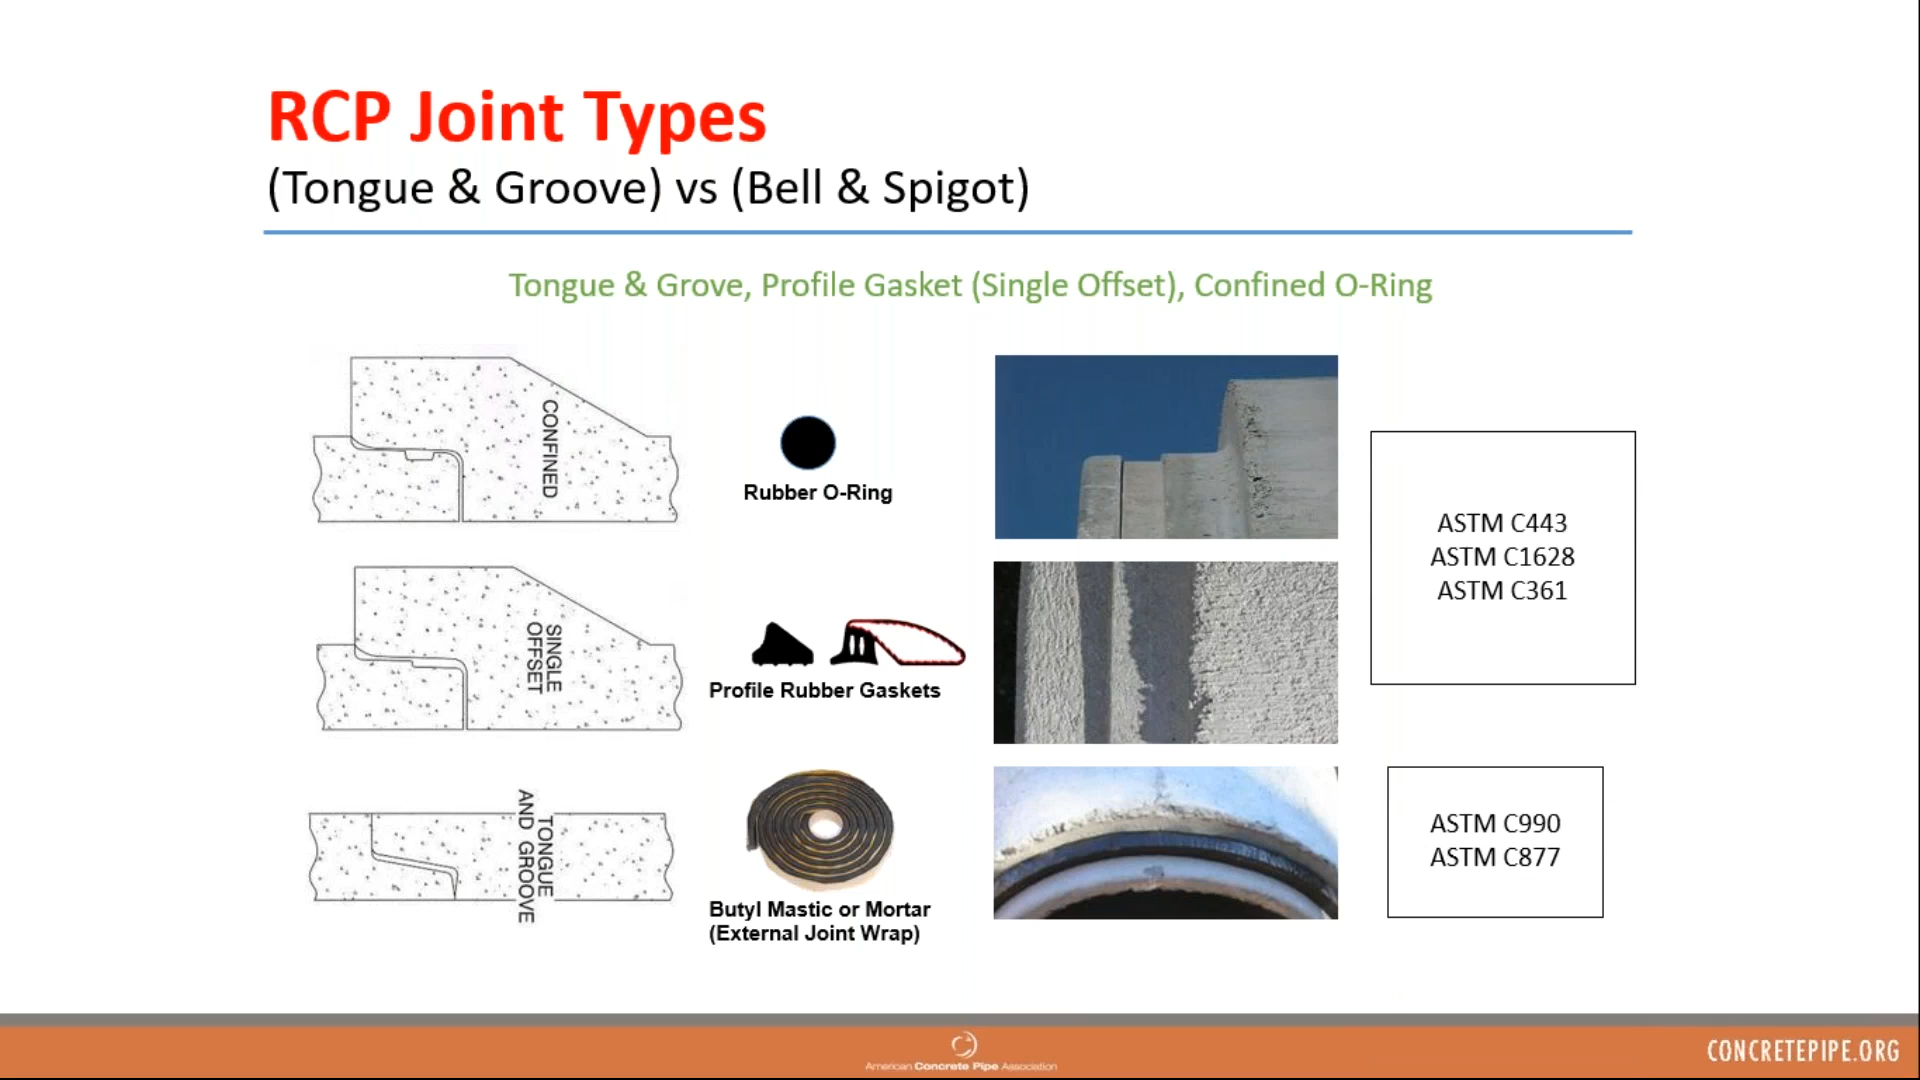 RCP Joint Types
(Tongue & Groove) vs (Bell & Spigot)
Tongue & Grove, Profile Gasket (Single Offset), Confined O-Ring
CONFINED
Rubber O-Ring
ASTM C443
ASTM C1628
ASTM C361
SINGLE
OFFSET
Profile Rubber Gaskets
TONGUE
AND GROOVE
Butyl Mastic or Mortar
(External Joint Wrap)
ASTM C990
ASTM C877
American Concrete Pipe Association
CONCRETEPIPE.ORG